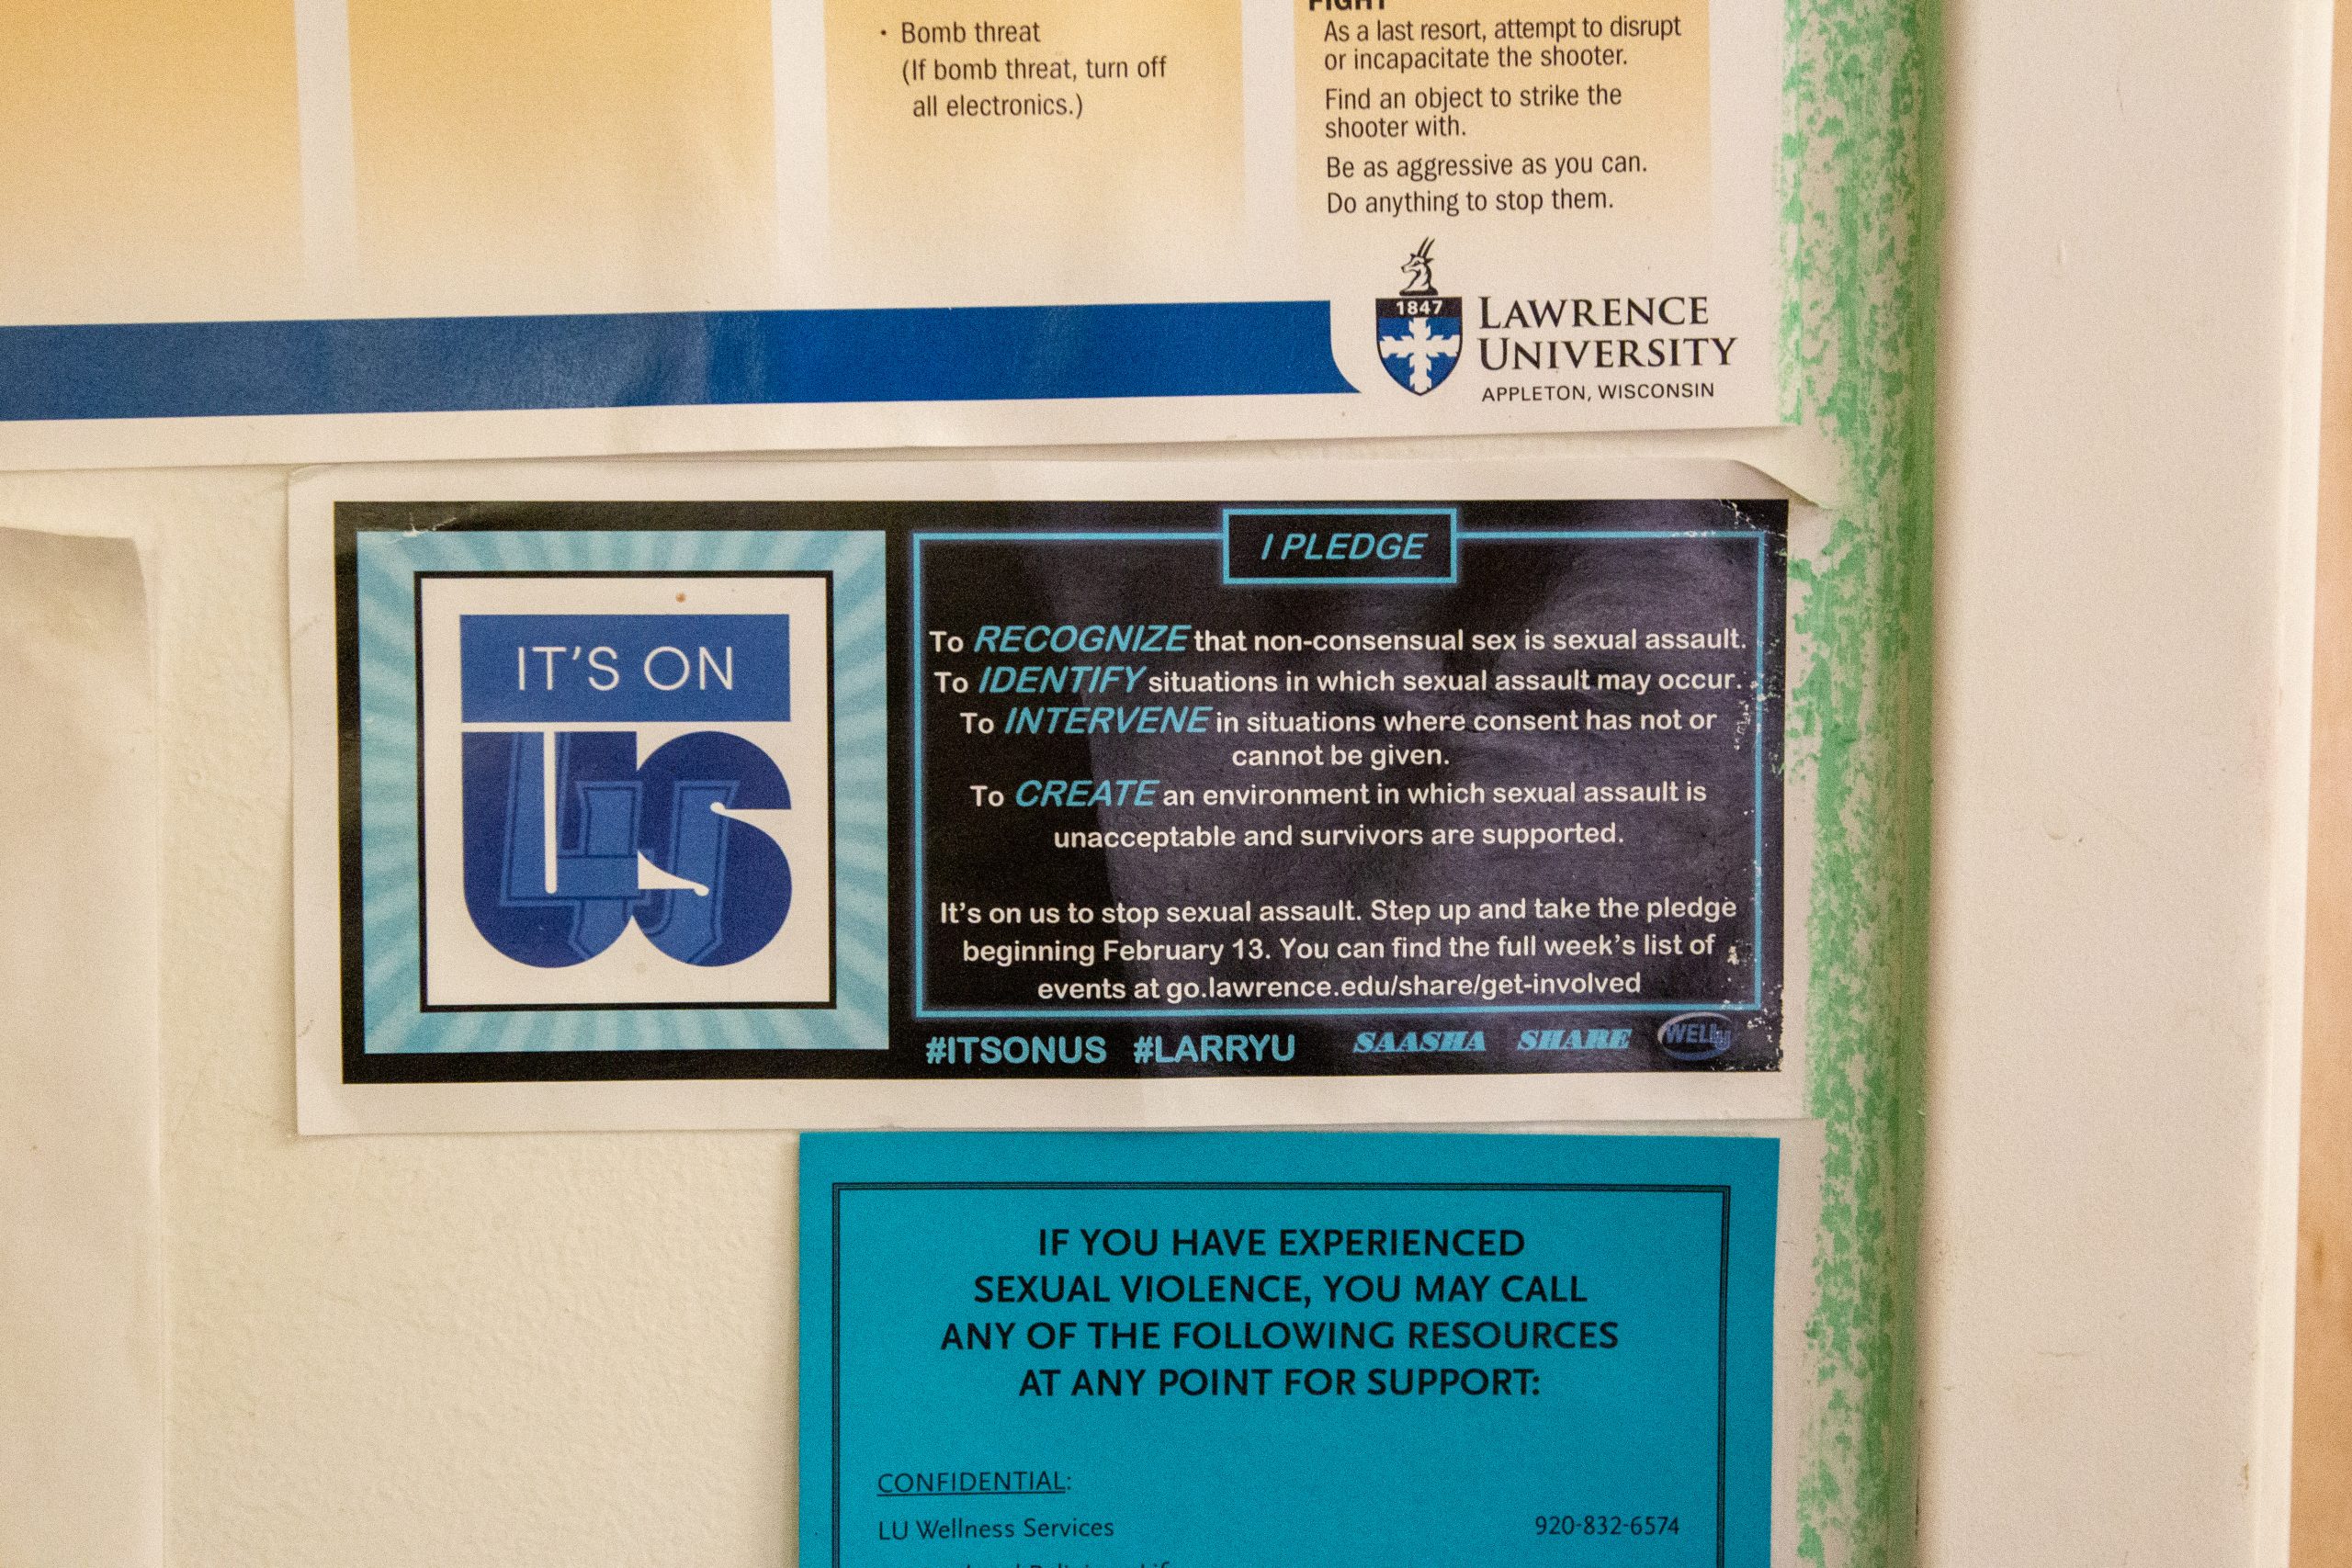 • Bomb threat
(If bomb threat, turn off
all electronics.)
FIGHT
As a last resort, attempt to disrupt
or incapacitate the shooter.
Find an object to strike the
shooter with.
Be as aggressive as you can.
Do anything to stop them.
1847
LAWRENCE
UNIVERSITY
APPLETON, WISCONSIN
IT'S ON
US
LU
I PLEDGE
To RECOGNIZE that non-consensual sex is sexual assault.
To IDENTIFY situations in which sexual assault may occur.
To INTERVENE in situations where consent has not or
cannot be given.
To CREATE an environment in which sexual assault is
unacceptable and survivors are supported.
It's on us to stop sexual assault. Step up and take the pledge
beginning February 13. You can find the full week's list of
events at go.lawrence.edu/share/get-involved
#ITSONUS #LARRYU SAASHA SHARE WELLU
IF YOU HAVE EXPERIENCED
SEXUAL VIOLENCE, YOU MAY CALL
ANY OF THE FOLLOWING RESOURCES
AT ANY POINT FOR SUPPORT:
CONFIDENTIAL:
LU Wellness Services 920-832-6574